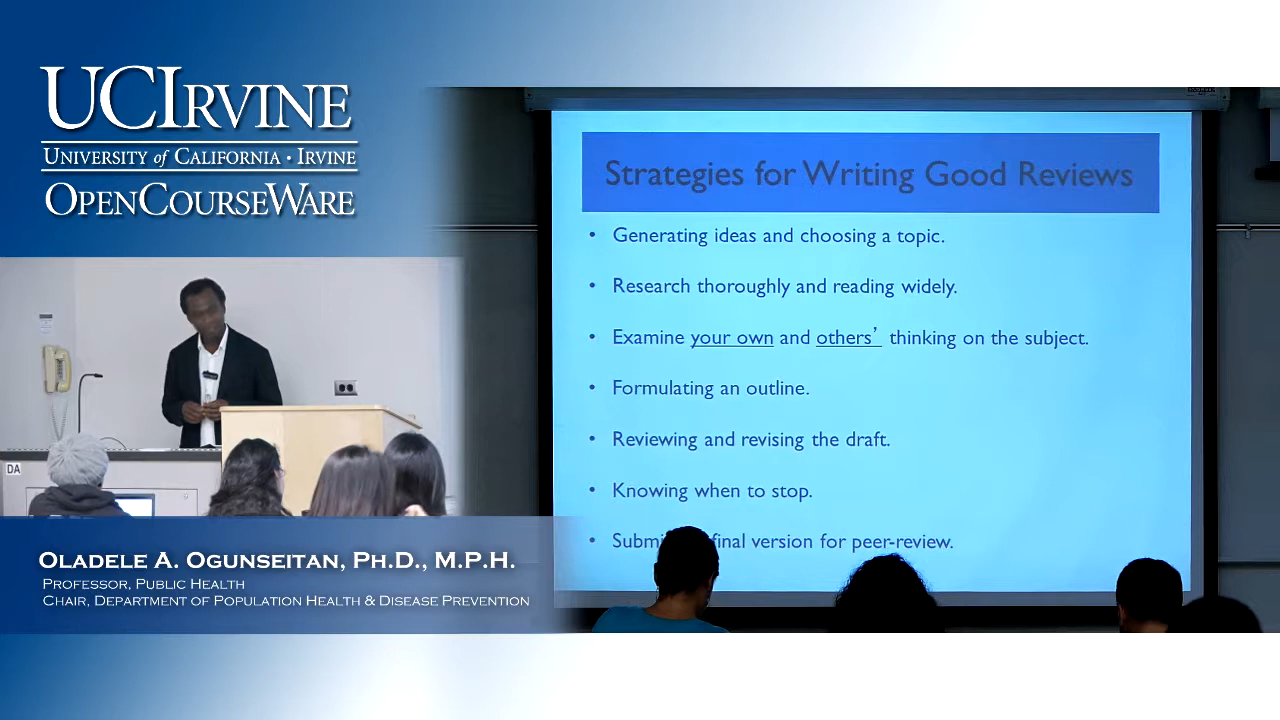 UCIRVINE
UNIVERSITY of CALIFORNIA · IRVINE
OPENCOURSEWARE
DA
OLADELE A. OGUNSEITAN, PH.D., M.P.H.
PROFESSOR, PUBLIC HEALTH
CHAIR, DEPARTMENT OF POPULATION HEALTH & DISEASE PREVENTION
Strategies for Writing Good Reviews
• Generating ideas and choosing a topic.
• Research thoroughly and reading widely.
• Examine your own and others’ thinking on the subject.
• Formulating an outline.
• Reviewing and revising the draft.
• Knowing when to stop.
• Submi final version for peer-review.